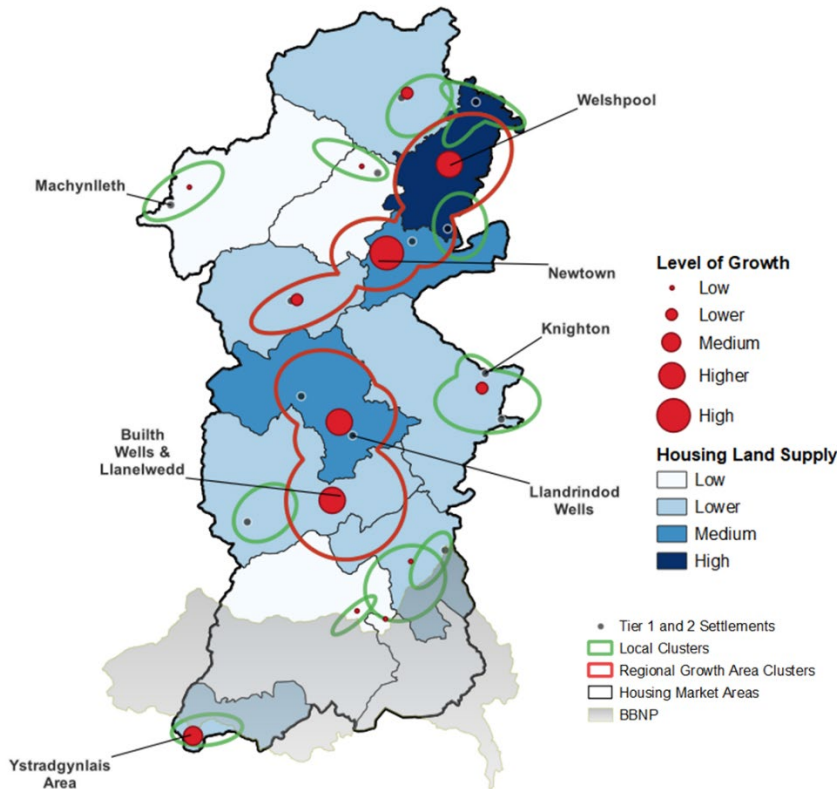 Welshpool
Machynlleth
Newtown
Knighton
Builth
Wells &
Llanelwedd
Llandrindod
Wells
Ystradgynlais
Area
Level of Growth
Low
Lower
Medium
Higher
High
Housing Land Supply
Low
Lower
Medium
High
Tier 1 and 2 Settlements
Local Clusters
Regional Growth Area Clusters
Housing Market Areas
BBNP